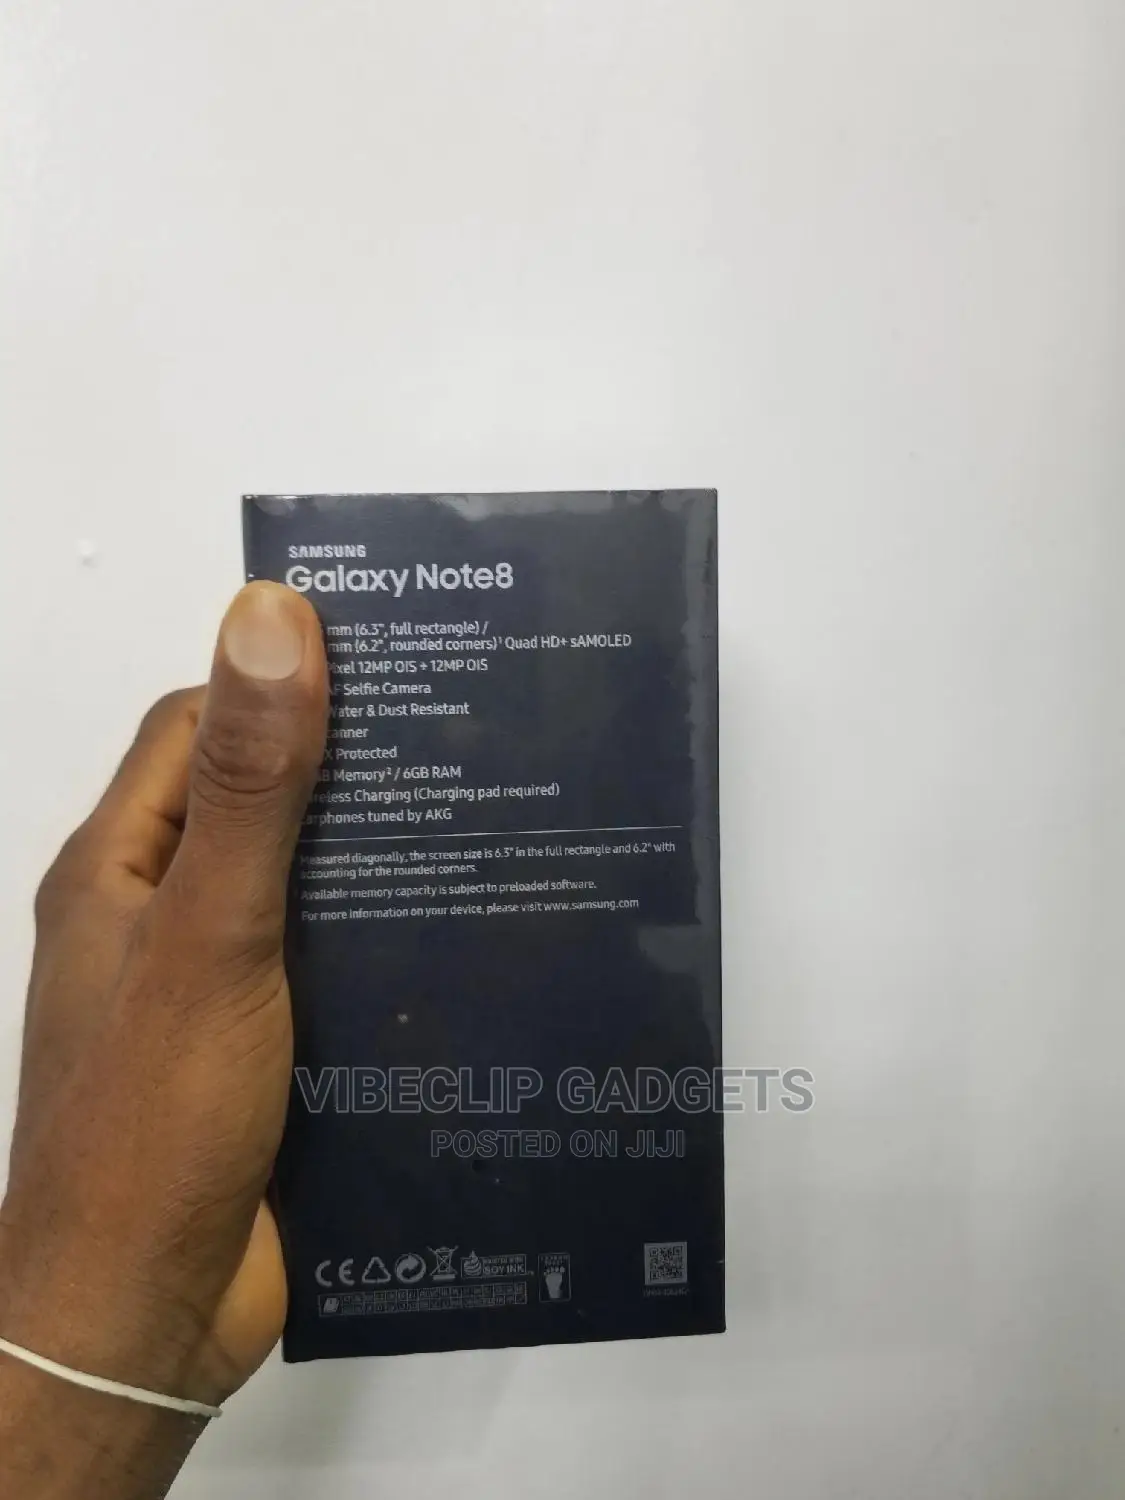 SAMSUNG
Galaxy Note8
mm (6.3", full rectangle) /
mm (6.2", rounded corners)¹ Quad HD+ sAMOLED
Pixel 12MP OIS + 12MP OIS
AF Selfie Camera
Water & Dust Resistant
canner
X Protected
GB Memory² / 6GB RAM
reless Charging (Charging pad required)
arphones tuned by AKG
Measured diagonally, the screen size is 6.3" in the full rectangle and 6.2" with
accounting for the rounded corners.
Available memory capacity is subject to preloaded software.
For more information on your device, please visit www.samsung.com
VIBECLIP GADGETS
POSTED ON JIJI
CE
SOY INK